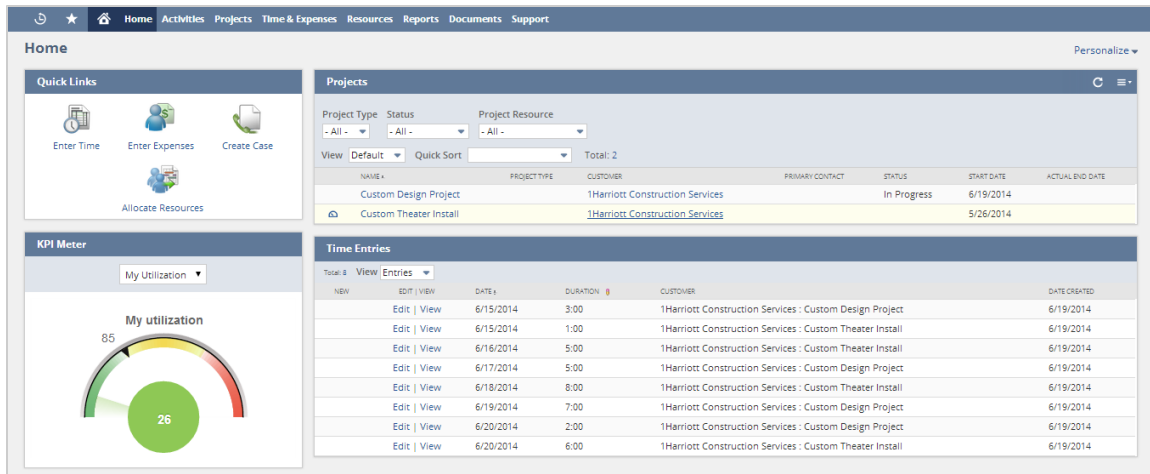 Home Activities Projects Time & Expenses Resources Reports Documents Support
Home
Personalize
Quick Links
Enter Time Enter Expenses Create Case
Allocate Resources
KPI Meter
My Utilization
My utilization
85
26
Projects
Project Type Status Project Resource
- All - - All - - All -
View Default Quick Sort Total: 2
NAME PROJECT TYPE CUSTOMER PRIMARY CONTACT STATUS START DATE ACTUAL END DATE
Custom Design Project 1Harriott Construction Services In Progress 6/19/2014
Custom Theater Install 1Harriott Construction Services 5/26/2014
Time Entries
Total: 8 View Entries
NEW EDIT | VIEW DATE DURATION CUSTOMER DATE CREATED
Edit | View 6/15/2014 3:00 1Harriott Construction Services : Custom Design Project 6/19/2014
Edit | View 6/15/2014 1:00 1Harriott Construction Services : Custom Theater Install 6/19/2014
Edit | View 6/16/2014 5:00 1Harriott Construction Services : Custom Theater Install 6/19/2014
Edit | View 6/17/2014 5:00 1Harriott Construction Services : Custom Design Project 6/19/2014
Edit | View 6/18/2014 8:00 1Harriott Construction Services : Custom Theater Install 6/19/2014
Edit | View 6/19/2014 7:00 1Harriott Construction Services : Custom Design Project 6/19/2014
Edit | View 6/20/2014 2:00 1Harriott Construction Services : Custom Design Project 6/19/2014
Edit | View 6/20/2014 6:00 1Harriott Construction Services : Custom Theater Install 6/19/2014